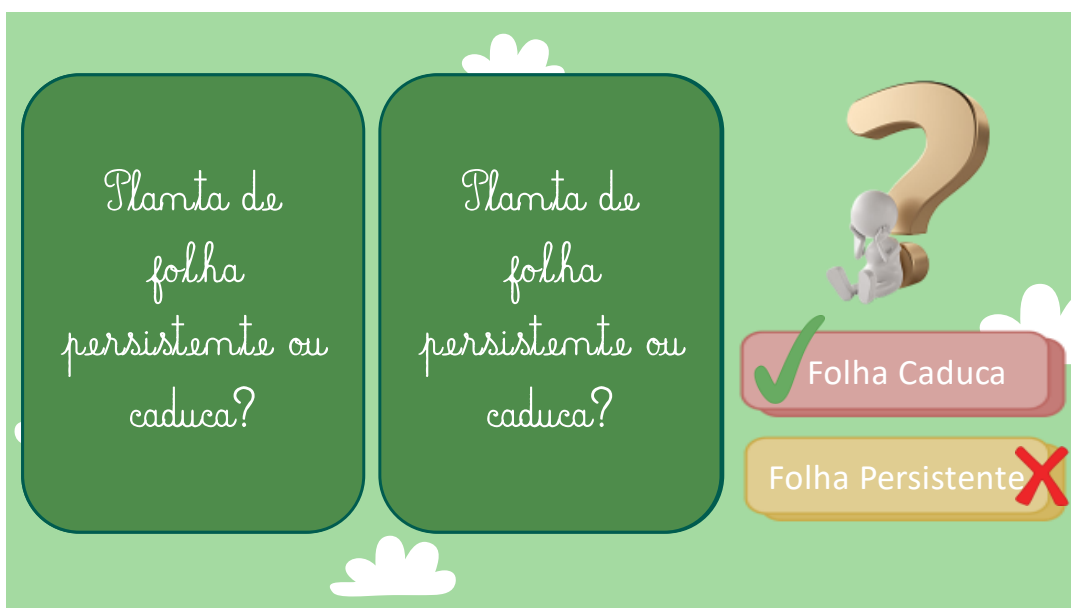 Planta de
folha
persistente ou
caduca?
Planta de
folha
persistente ou
caduca?
Folha Caduca
Folha Persistente